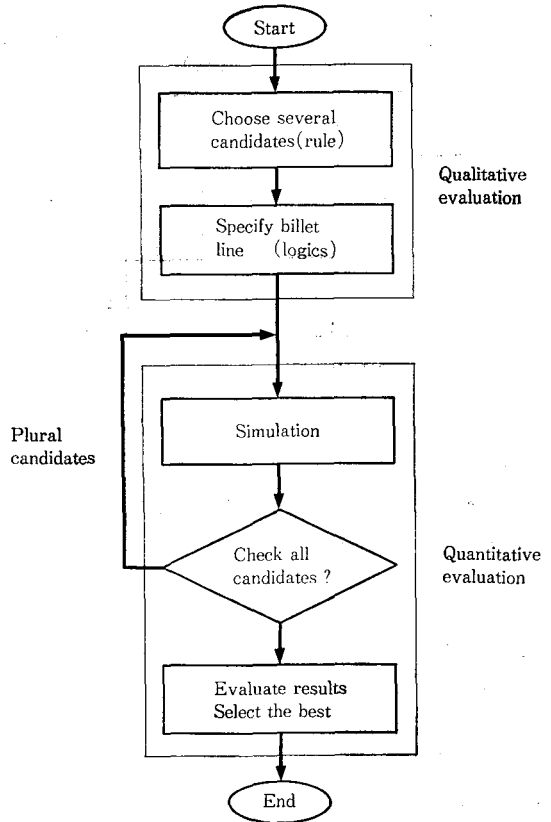 Start
Choose several
candidates(rule)
Qualitative
evaluation
Specify billet
line (logics)
Plural
candidates
Simulation
Check all
candidates ?
Quantitative
evaluation
Evaluate results
Select the best
End